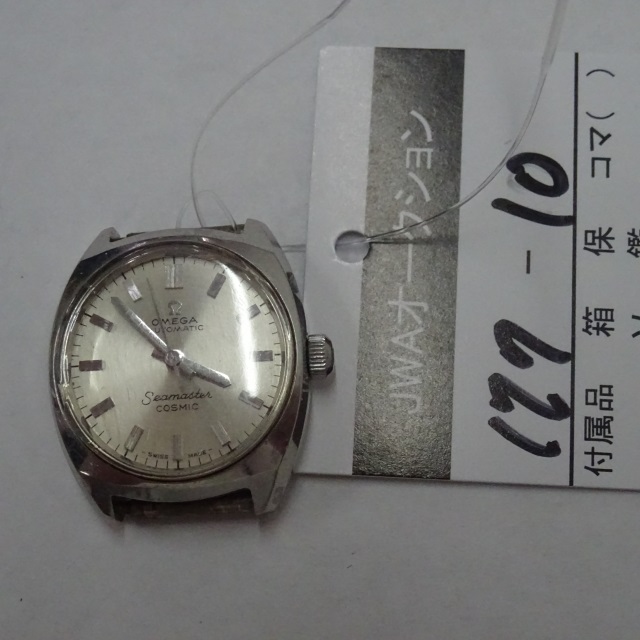 OMEGA
AUTOMATIC
Seamaster
COSMIC
SWISS MADE
JWAオークション
177-10
付属品 箱 保 コマ( )